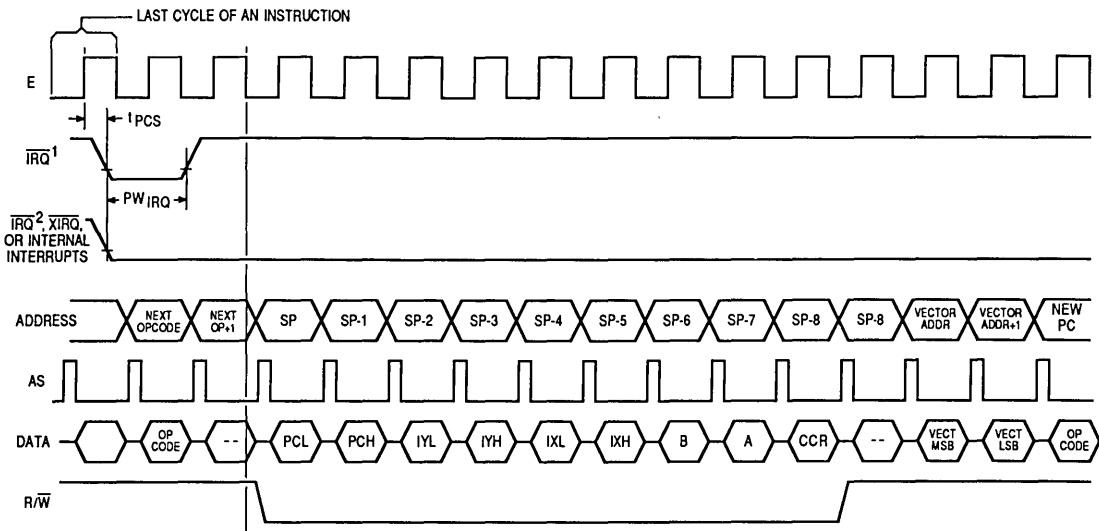 LAST CYCLE OF AN INSTRUCTION
E
tPCS
IRQ1
PWIRQ
IRQ2, XIRQ,
OR INTERNAL
INTERRUPTS
ADDRESS
NEXT OPCODE
NEXT OP+1
SP
SP-1
SP-2
SP-3
SP-4
SP-5
SP-6
SP-7
SP-8
SP-8
VECTOR ADDR
VECTOR ADDR+1
NEW PC
AS
DATA
OP CODE
--
PCL
PCH
IYL
IYH
IXL
IXH
B
A
CCR
--
VECT MSB
VECT LSB
OP CODE
R/W